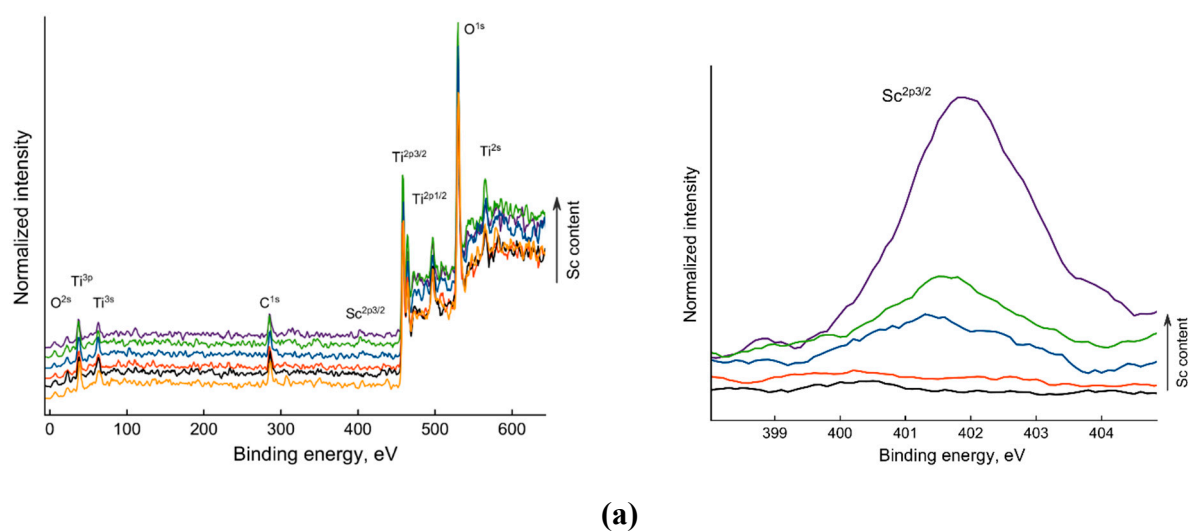 Normalized intensity
O2s
Ti3p
Ti3s
C1s
Sc2p3/2
Ti2p3/2
Ti2p1/2
O1s
Ti2s
Sc content
0 100 200 300 400 500 600
Binding energy, eV
Normalized intensity
Sc2p3/2
Sc content
399 400 401 402 403 404
Binding energy, eV
(a)